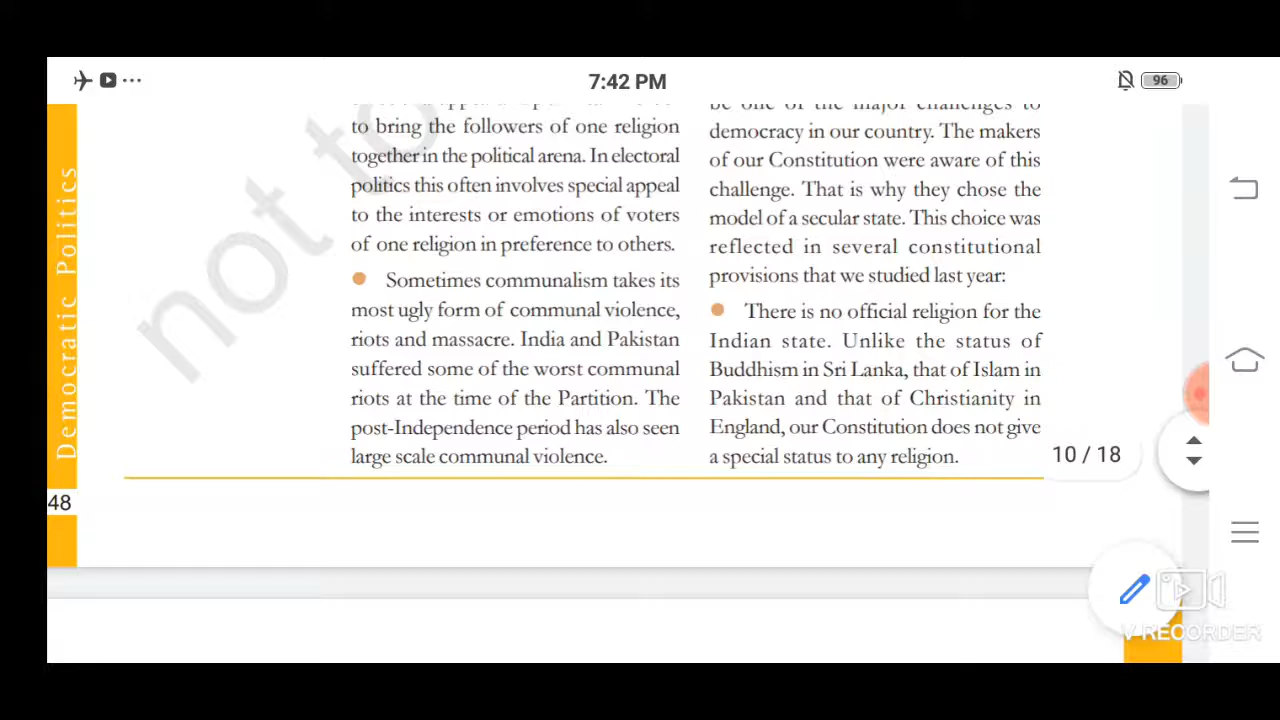 7:42 PM
96
to bring the followers of one religion
together in the political arena. In electoral
politics this often involves special appeal
to the interests or emotions of voters
of one religion in preference to others.
Sometimes communalism takes its
most ugly form of communal violence,
riots and massacre. India and Pakistan
suffered some of the worst communal
riots at the time of the Partition. The
post-Independence period has also seen
large scale communal violence.
be one of the major challenges to
democracy in our country. The makers
of our Constitution were aware of this
challenge. That is why they chose the
model of a secular state. This choice was
reflected in several constitutional
provisions that we studied last year:
There is no official religion for the
Indian state. Unlike the status of
Buddhism in Sri Lanka, that of Islam in
Pakistan and that of Christianity in
England, our Constitution does not give
a special status to any religion.
Democratic Politics
48
not to
10 / 18
V RECORDER